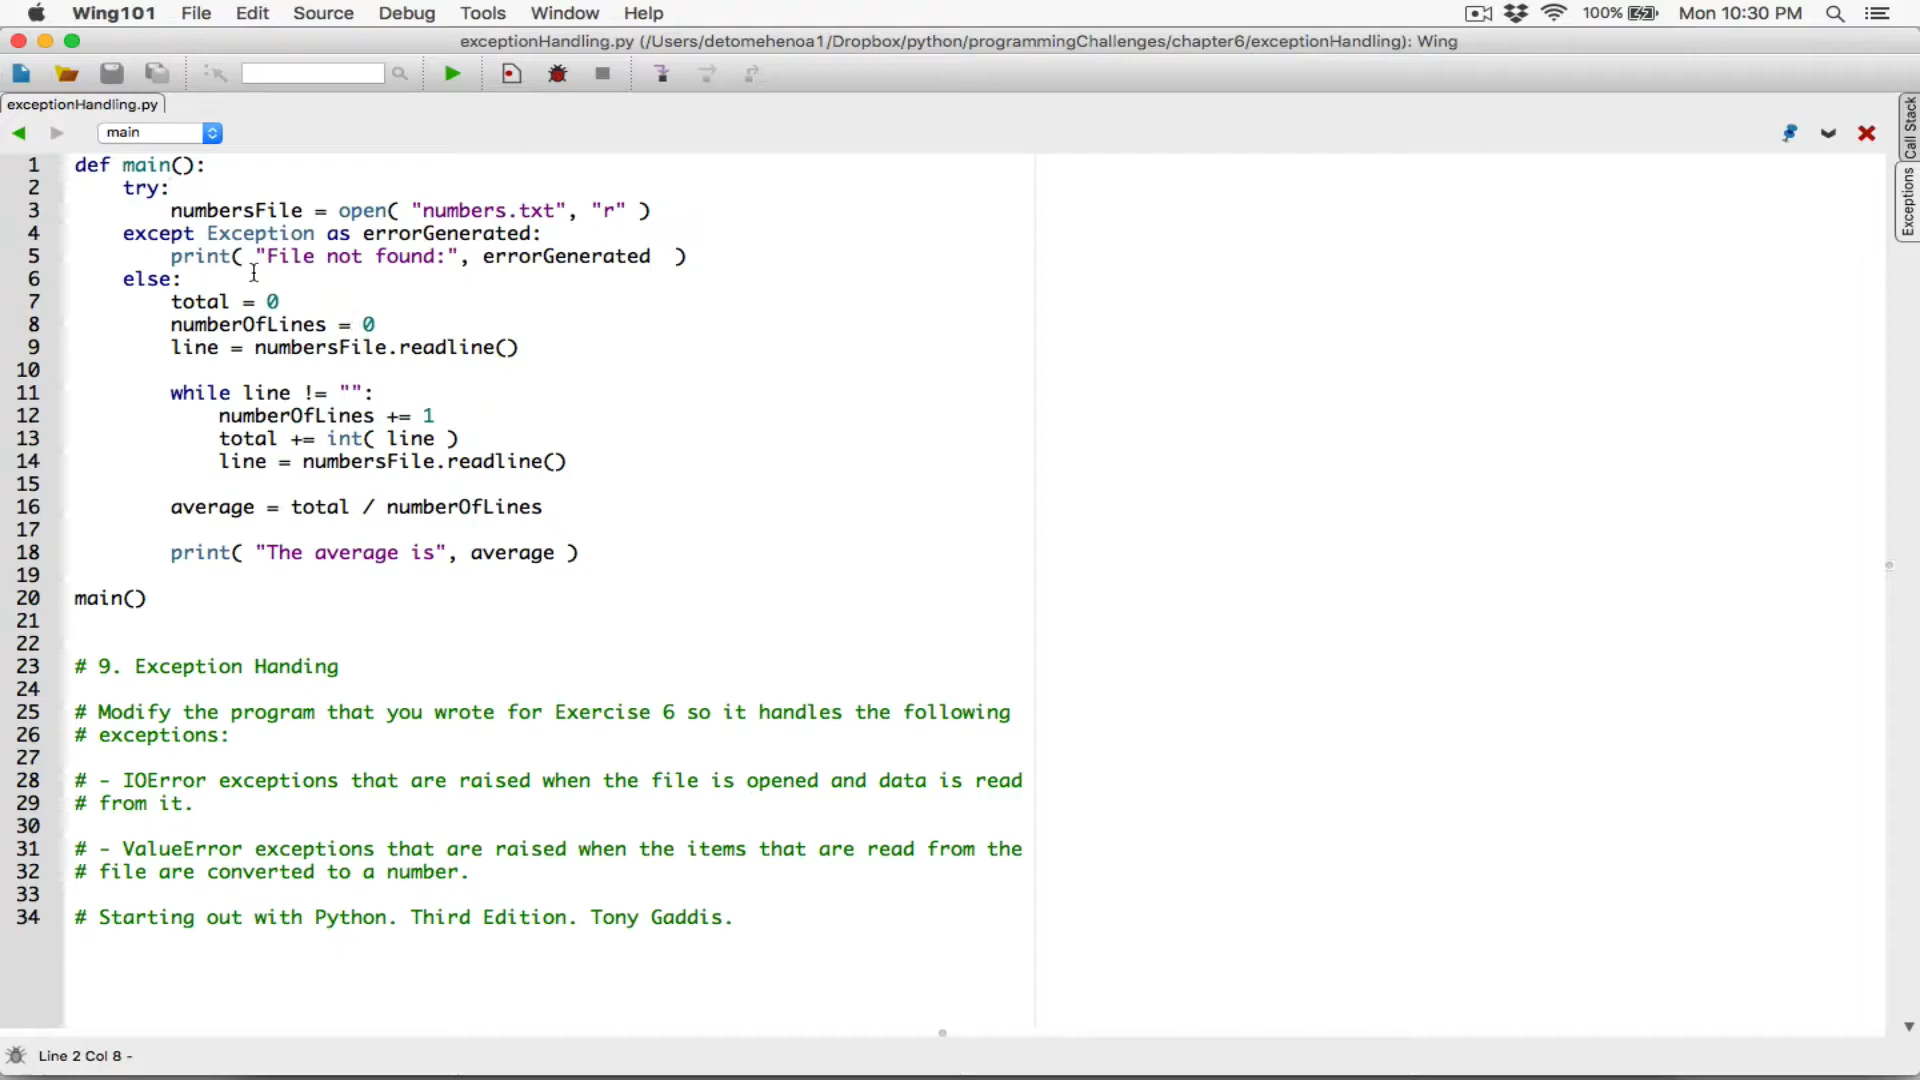 Wing101 File Edit Source Debug Tools Window Help 100% Mon 10:30 PM
exceptionHandling.py (/Users/detomehenoa1/Dropbox/python/programmingChallenges/chapter6/exceptionHandling): Wing
exceptionHandling.py
main
Call Stack
Exceptions
1 def main():
2 try:
3 numbersFile = open( "numbers.txt", "r" )
4 except Exception as errorGenerated:
5 print( "File not found:", errorGenerated  )
6 else:
7 total = 0
8 numberOfLines = 0
9 line = numbersFile.readline()
10
11 while line != "":
12 numberOfLines += 1
13 total += int( line )
14 line = numbersFile.readline()
15
16 average = total / numberOfLines
17
18 print( "The average is", average )
19
20 main()
21
22
23 # 9. Exception Handing
24
25 # Modify the program that you wrote for Exercise 6 so it handles the following
26 # exceptions:
27
28 # - IOError exceptions that are raised when the file is opened and data is read
29 # from it.
30
31 # - ValueError exceptions that are raised when the items that are read from the
32 # file are converted to a number.
33
34 # Starting out with Python. Third Edition. Tony Gaddis.
Line 2 Col 8 -